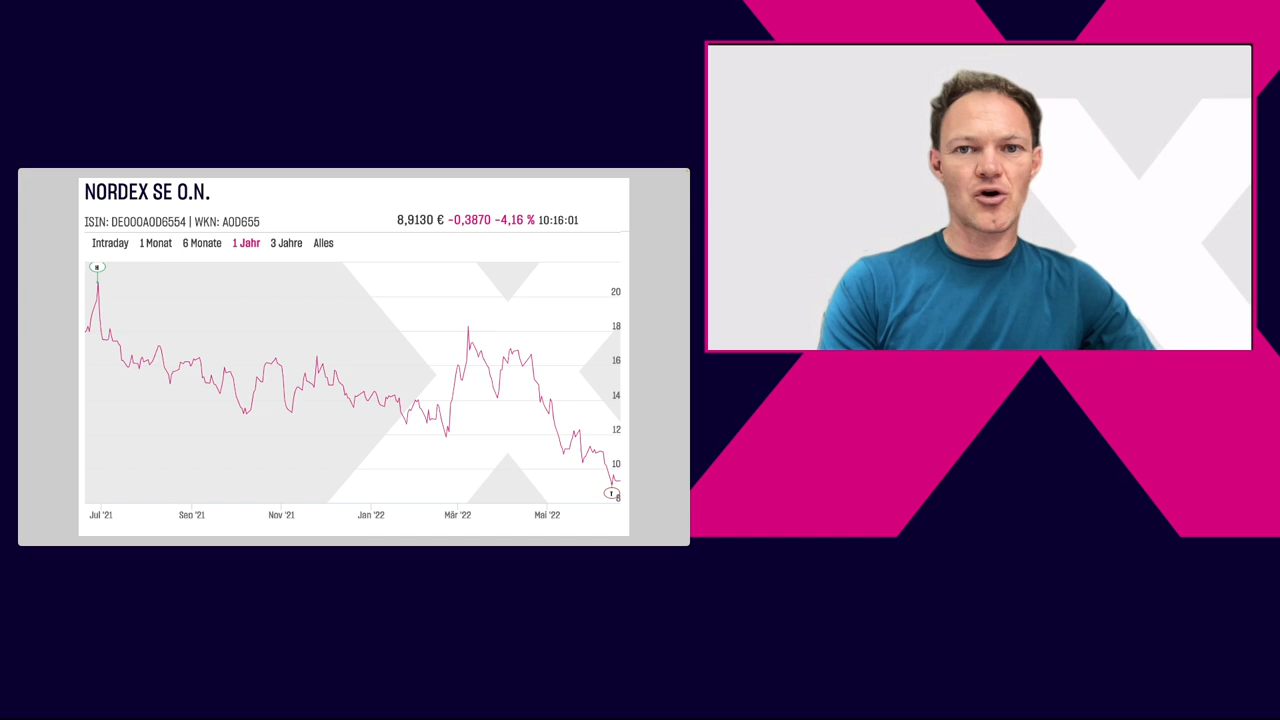 NORDEX SE O.N.
ISIN: DE000A0D6554 | WKN: A0D655
8,9130 € -0,3870 -4,16 % 10:16:01
Intraday 1 Monat 6 Monate 1 Jahr 3 Jahre Alles
H
20
18
16
14
12
10
T
8
Jul '21 Sep '21 Nov '21 Jan '22 Mär '22 Mai '22